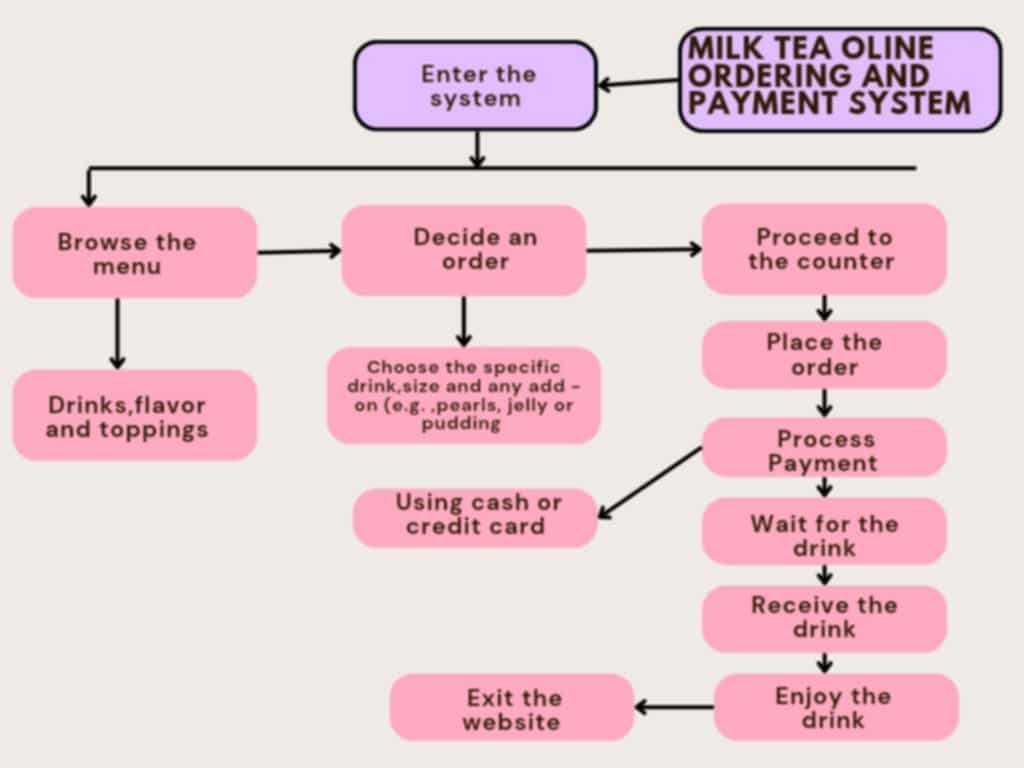 MILK TEA OLINE
ORDERING AND
PAYMENT SYSTEM
Enter the
system
Browse the
menu
Decide an
order
Proceed to
the counter
Drinks,flavor
and toppings
Choose the specific
drink,size and any add -
on (e.g. ,pearls, jelly or
pudding
Place the
order
Process
Payment
Using cash or
credit card
Wait for the
drink
Receive the
drink
Enjoy the
drink
Exit the
website